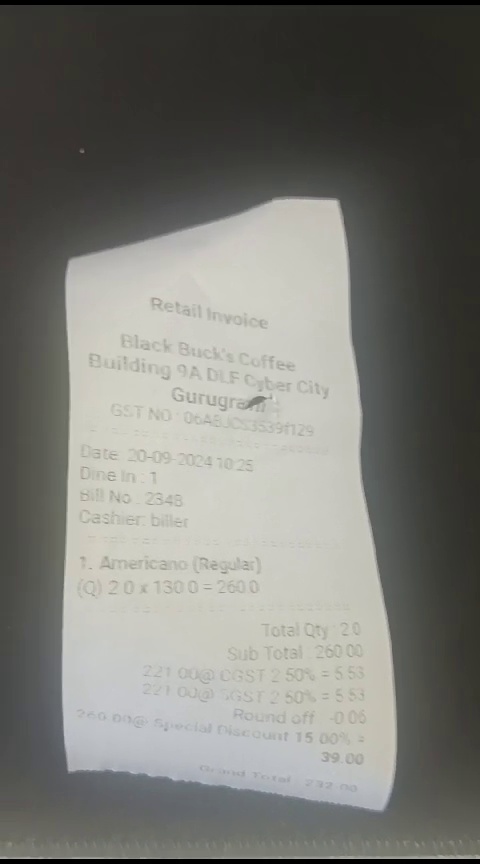 Retail Invoice
Black Buck's Coffee
Building 9A DLF Cyber City
Gurugram
GST NO : 06ABJCS3539f1Z9
Date: 20-09-2024 10:25
Dine In : 1
Bill No : 2348
Cashier: biller
1. Americano (Regular)
(Q) 2.0 x 130.0 = 260.0
Total Qty : 2.0
Sub Total : 260.00
221.00@ CGST 2.50% = 5.53
221.00@ SGST 2.50% = 5.53
Round off : -0.06
260.00@ Special Discount 15.00% =
39.00
Grand Total : 232.00